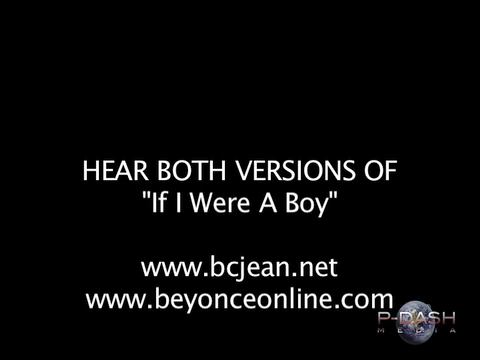 HEAR BOTH VERSIONS OF
"If I Were A Boy"
www.bcjean.net
www.beyonceonline.com
P-DASH
MEDIA